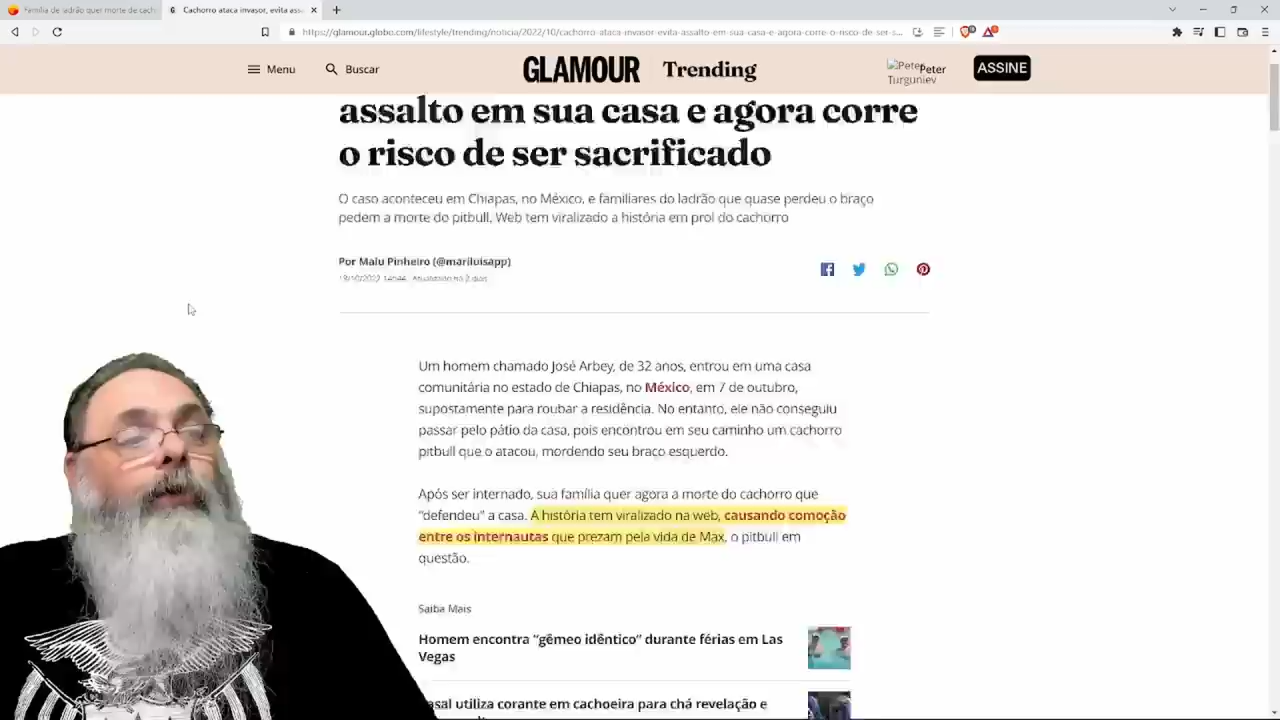 Família de ladrão quer morte de cach
Cachorro ataca invasor, evita ass
https://glamour.globo.com/lifestyle/trending/noticia/2022/10/cachorro-ataca-invasor-evita-assalto-em-sua-casa-e-agora-corre-o-risco-de-ser-s...
Menu
Buscar
GLAMOUR
Trending
Peter Turguniev
Peter
ASSINE
assalto em sua casa e agora corre
o risco de ser sacrificado
O caso aconteceu em Chiapas, no México, e familiares do ladrão que quase perdeu o braço
pedem a morte do pitbull. Web tem viralizado a história em prol do cachorro
Por Malu Pinheiro (@mariluisapp)
Um homem chamado José Arbey, de 32 anos, entrou em uma casa
comunitária no estado de Chiapas, no México, em 7 de outubro,
supostamente para roubar a residência. No entanto, ele não conseguiu
passar pelo pátio da casa, pois encontrou em seu caminho um cachorro
pitbull que o atacou, mordendo seu braço esquerdo.
Após ser internado, sua família quer agora a morte do cachorro que
“defendeu” a casa. A história tem viralizado na web, causando comoção
entre os internautas que prezam pela vida de Max, o pitbull em
questão.
Saiba Mais
Homem encontra “gêmeo idêntico” durante férias em Las
Vegas
utiliza corante em cachoeira para chá revelação e